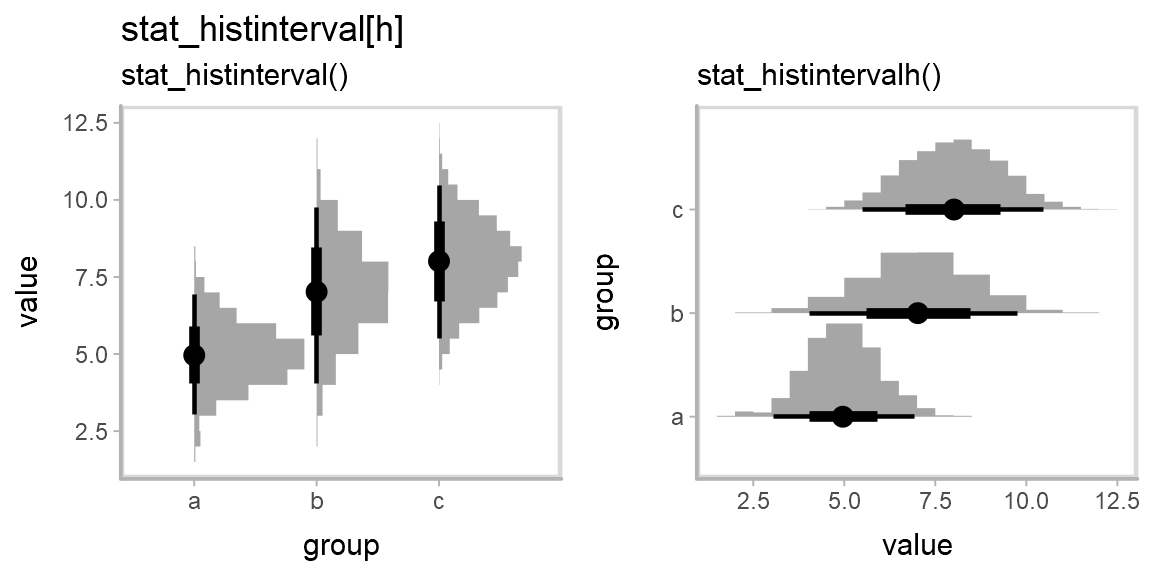 stat_histinterval[h]
stat_histinterval()
12.5
10.0
7.5
5.0
2.5
value
a b c
group
stat_histintervalh()
c
b
a
group
2.5 5.0 7.5 10.0 12.5
value